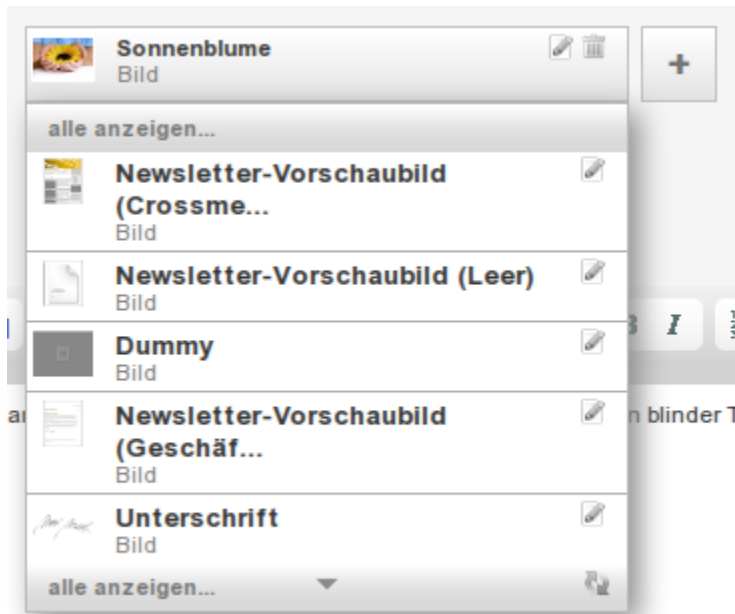 Sonnenblume
Bild
+
alle anzeigen...
Newsletter-Vorschaubild
(Crossme...
Bild
Newsletter-Vorschaubild (Leer)
Bild
Dummy
Bild
I
Newsletter-Vorschaubild
(Geschäf...
Bild
n blinder T
Unterschrift
Bild
alle anzeigen...